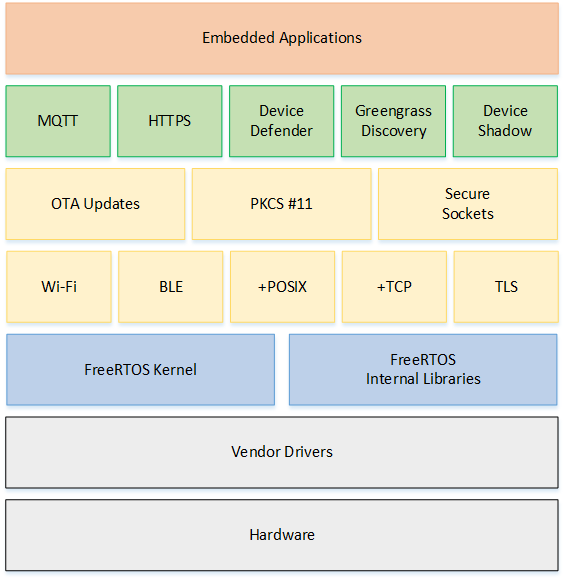 Embedded Applications
MQTT
HTTPS
Device
Defender
Greengrass
Discovery
Device
Shadow
OTA Updates
PKCS #11
Secure
Sockets
Wi-Fi
BLE
+POSIX
+TCP
TLS
FreeRTOS Kernel
FreeRTOS
Internal Libraries
Vendor Drivers
Hardware